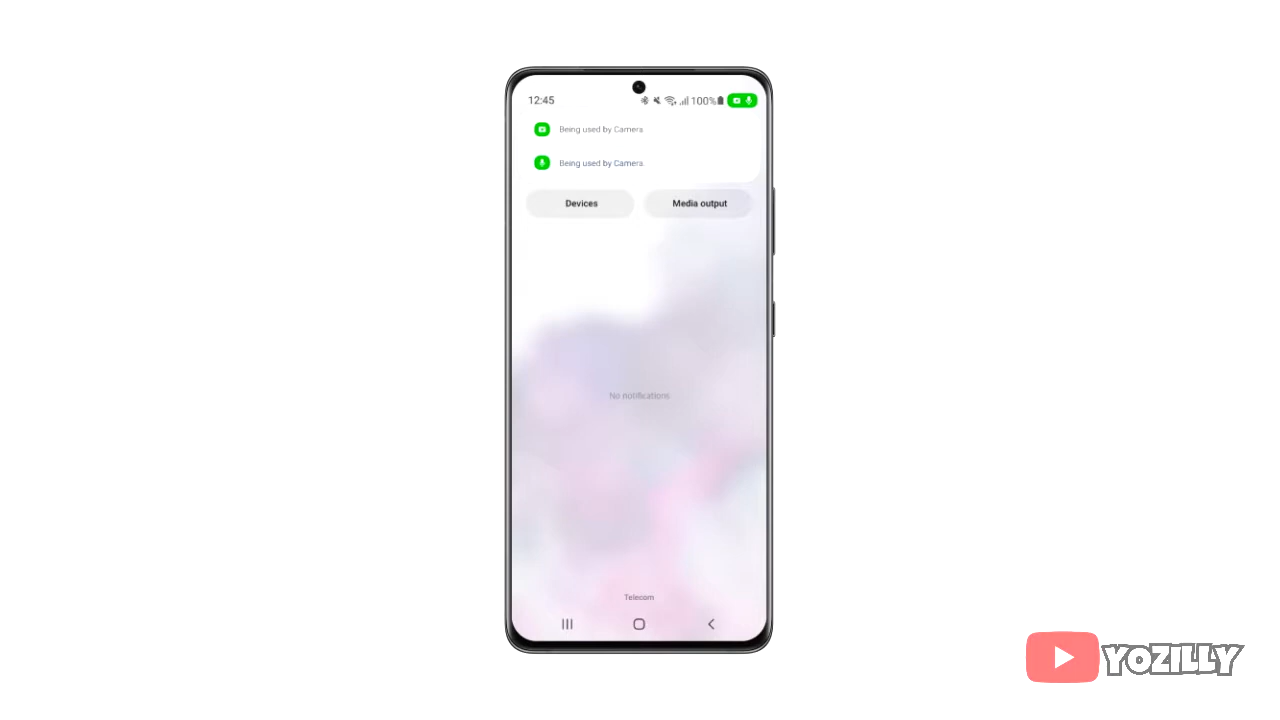 12:45 100%
Being used by Camera
Being used by Camera
Devices Media output
No notifications
Telecom
YOZILLY